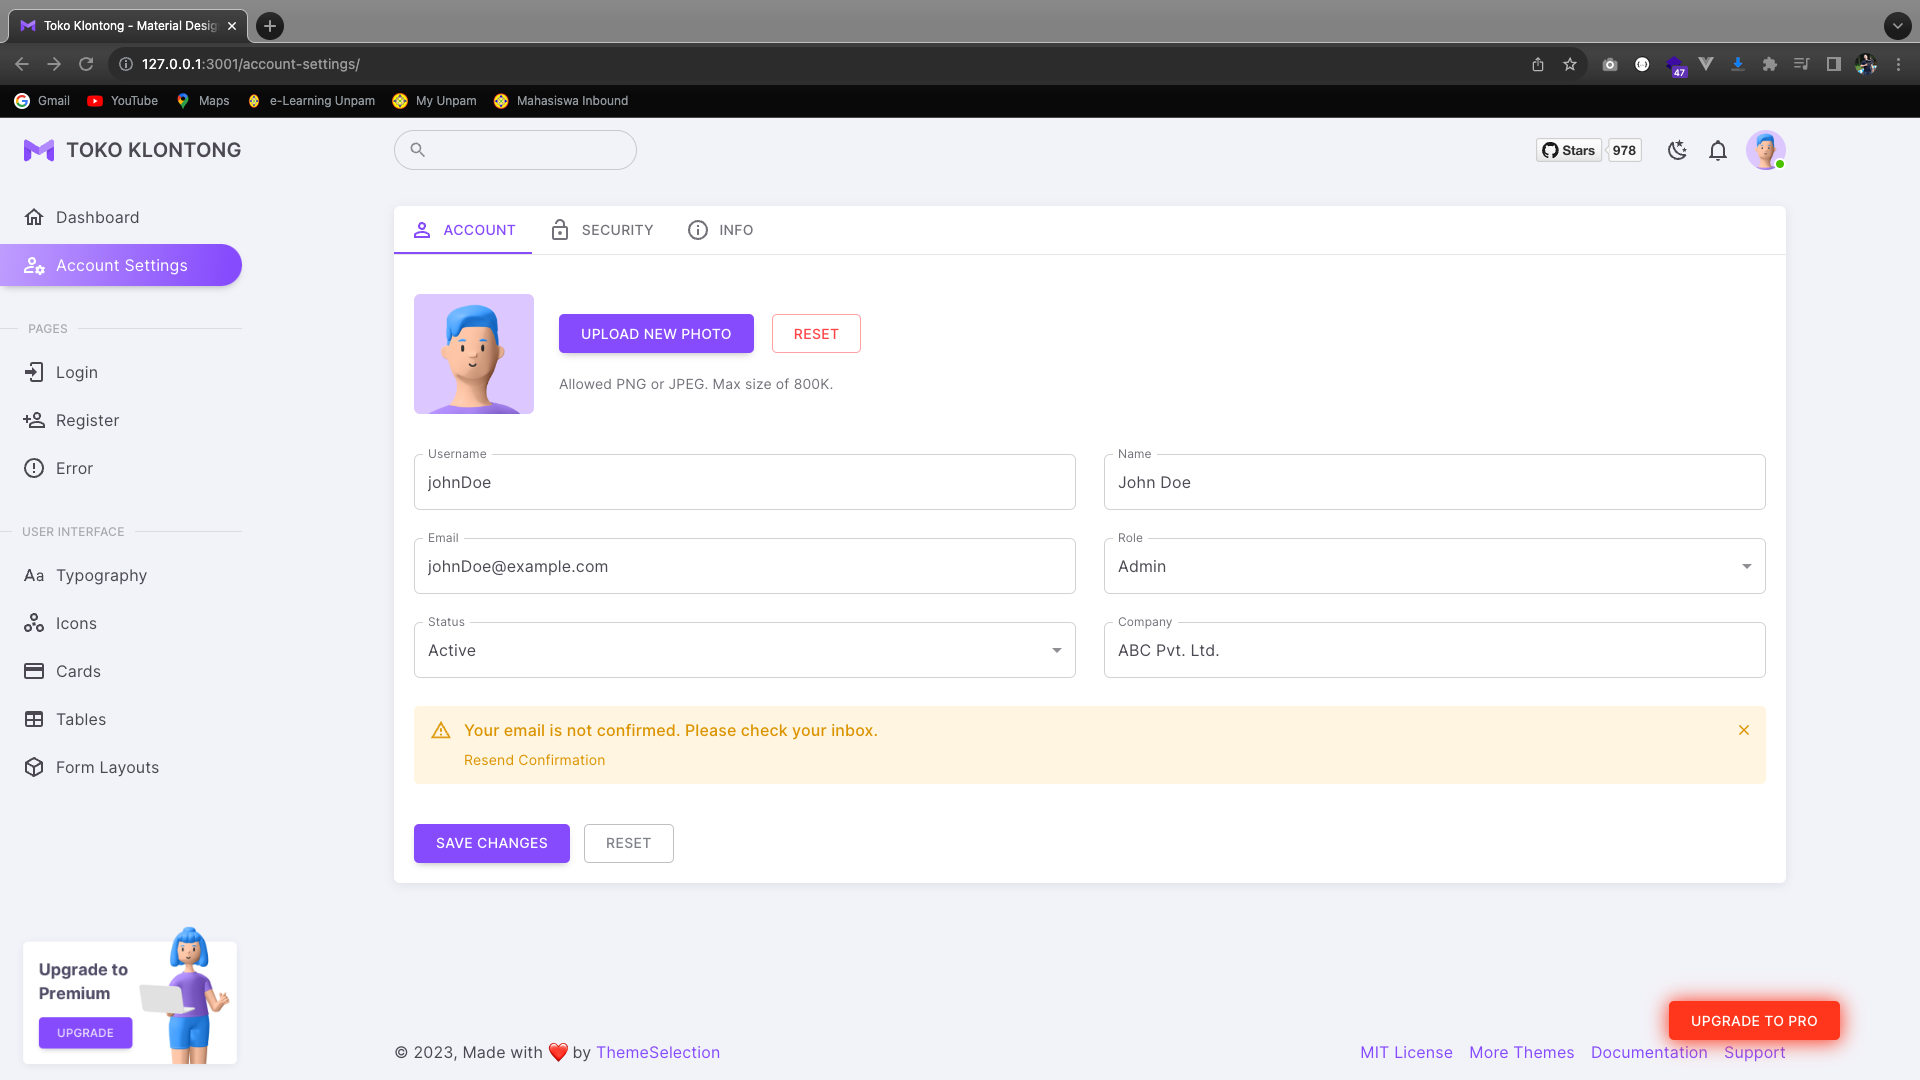 Toko Klontong - Material Desig
127.0.0.1:3001/account-settings/
47
Gmail
YouTube
Maps
e-Learning Unpam
My Unpam
Mahasiswa Inbound
TOKO KLONTONG
Stars
978
Dashboard
Account Settings
PAGES
Login
Register
Error
USER INTERFACE
Aa Typography
Icons
Cards
Tables
Form Layouts
Upgrade to
Premium
UPGRADE
ACCOUNT
SECURITY
INFO
UPLOAD NEW PHOTO
RESET
Allowed PNG or JPEG. Max size of 800K.
Username
johnDoe
Name
John Doe
Email
johnDoe@example.com
Role
Admin
Status
Active
Company
ABC Pvt. Ltd.
Your email is not confirmed. Please check your inbox.
Resend Confirmation
SAVE CHANGES
RESET
UPGRADE TO PRO
© 2023, Made with ❤️ by ThemeSelection
MIT License
More Themes
Documentation
Support